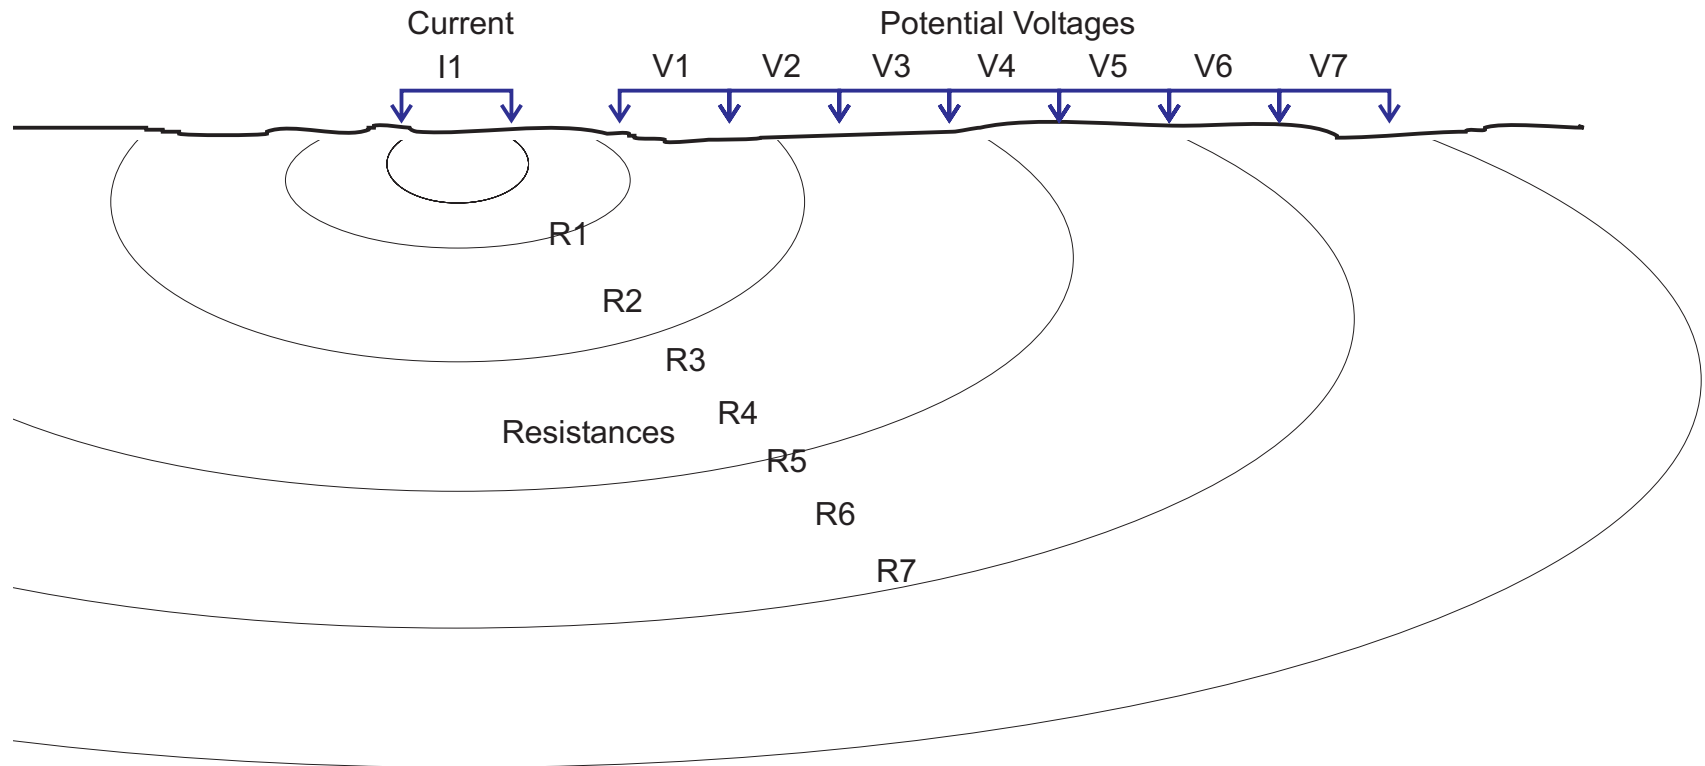 Current Potential Voltages
I1 V1 V2 V3 V4 V5 V6 V7
R1
R2
R3
R4
Resistances
R5
R6
R7